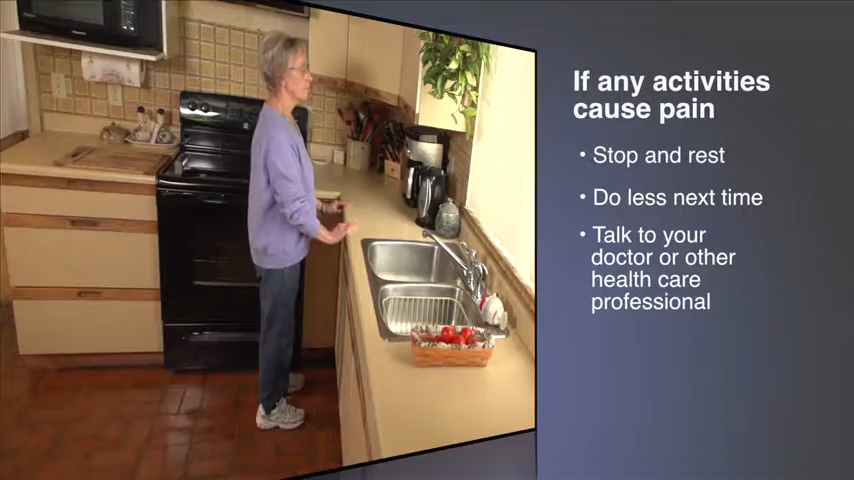 If any activities
cause pain
• Stop and rest
• Do less next time
• Talk to your
doctor or other
health care
professional